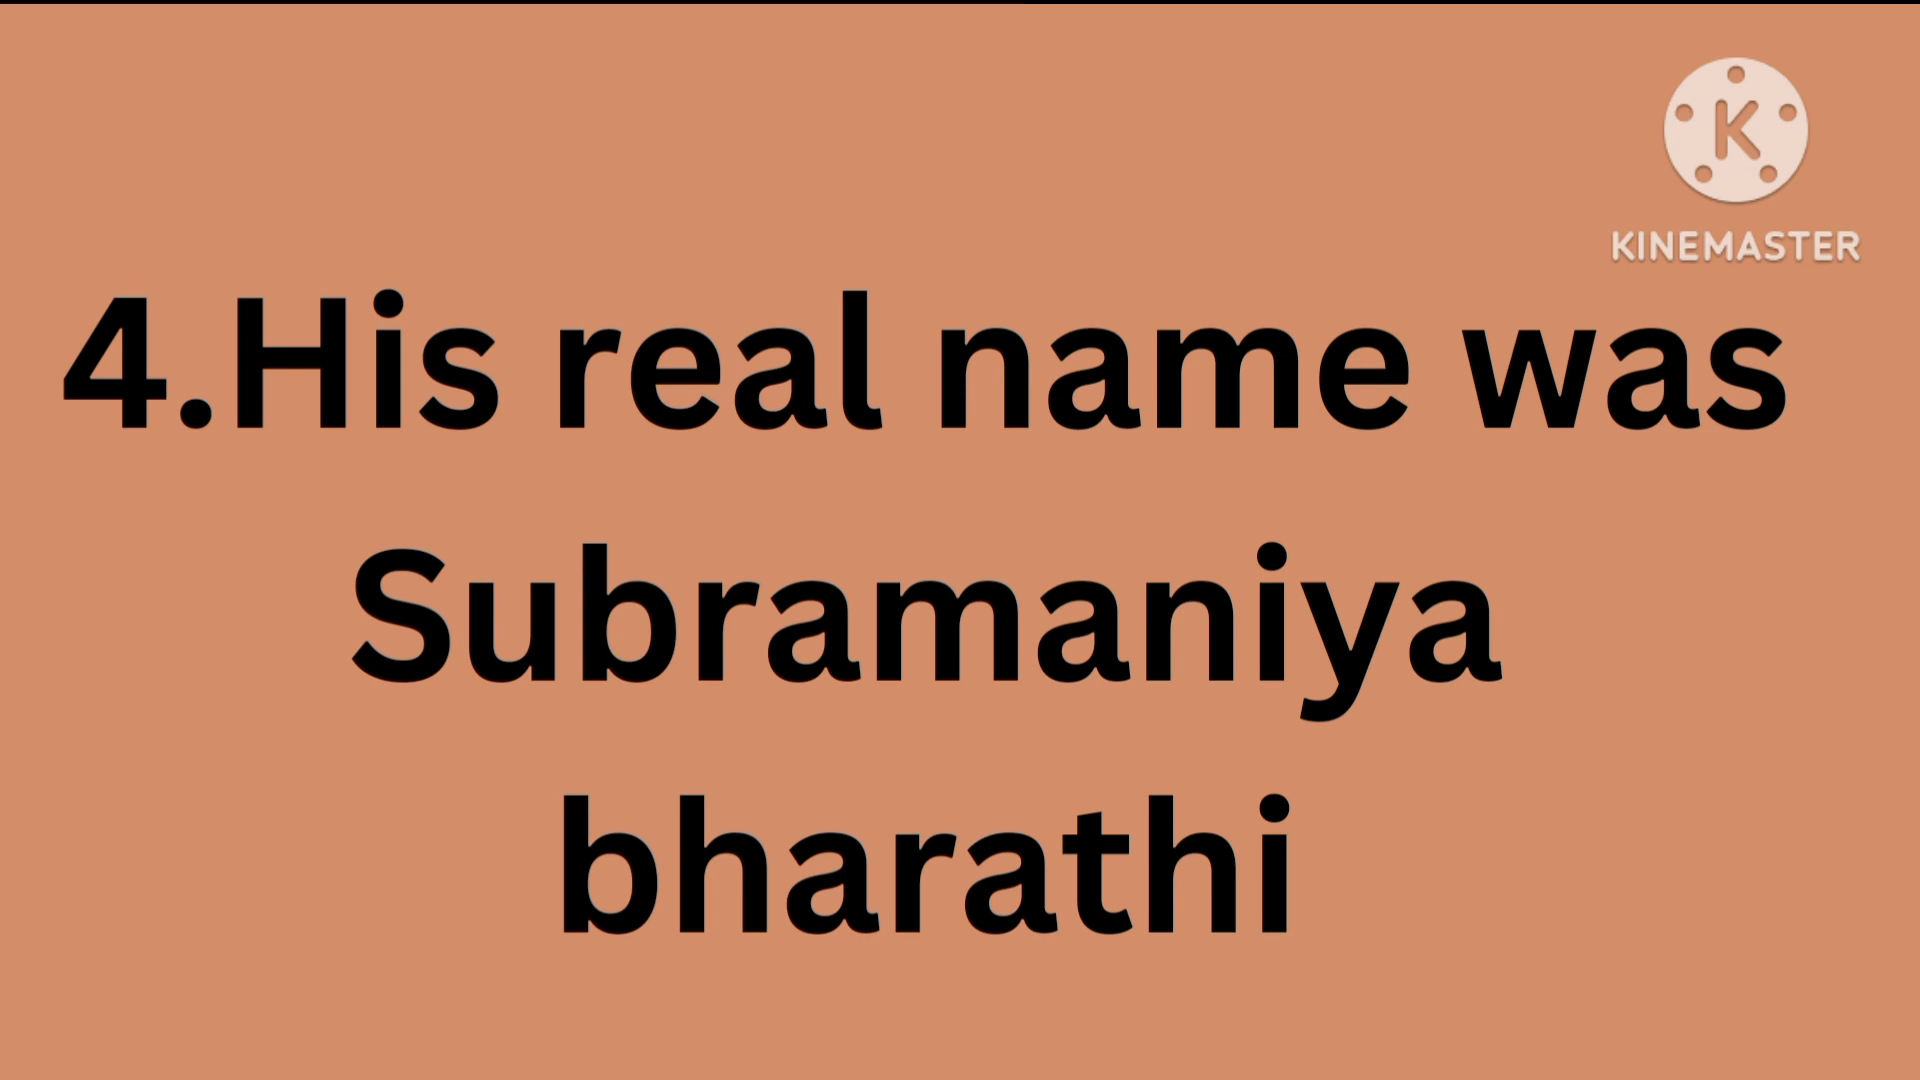 K
KINEMASTER
4.His real name was
Subramaniya
bharathi